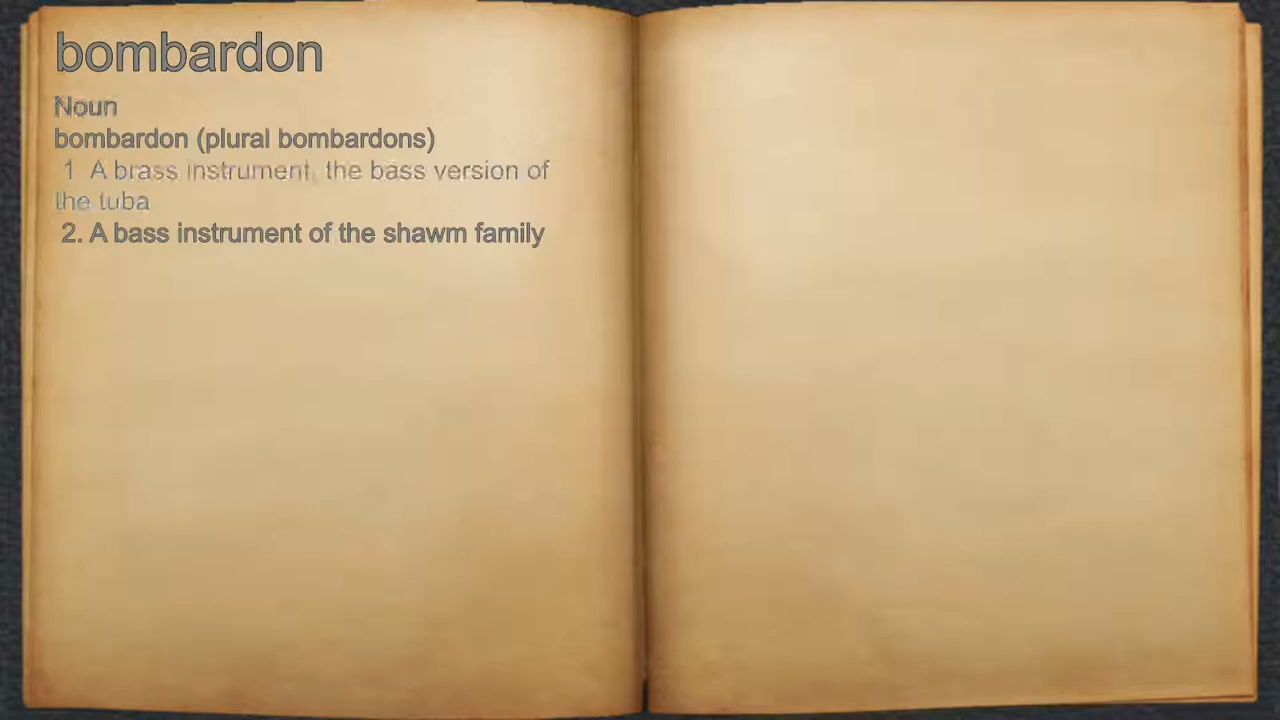 bombardon
Noun
bombardon (plural bombardons)
1 A brass instrument, the bass version of
the tuba
2. A bass instrument of the shawm family